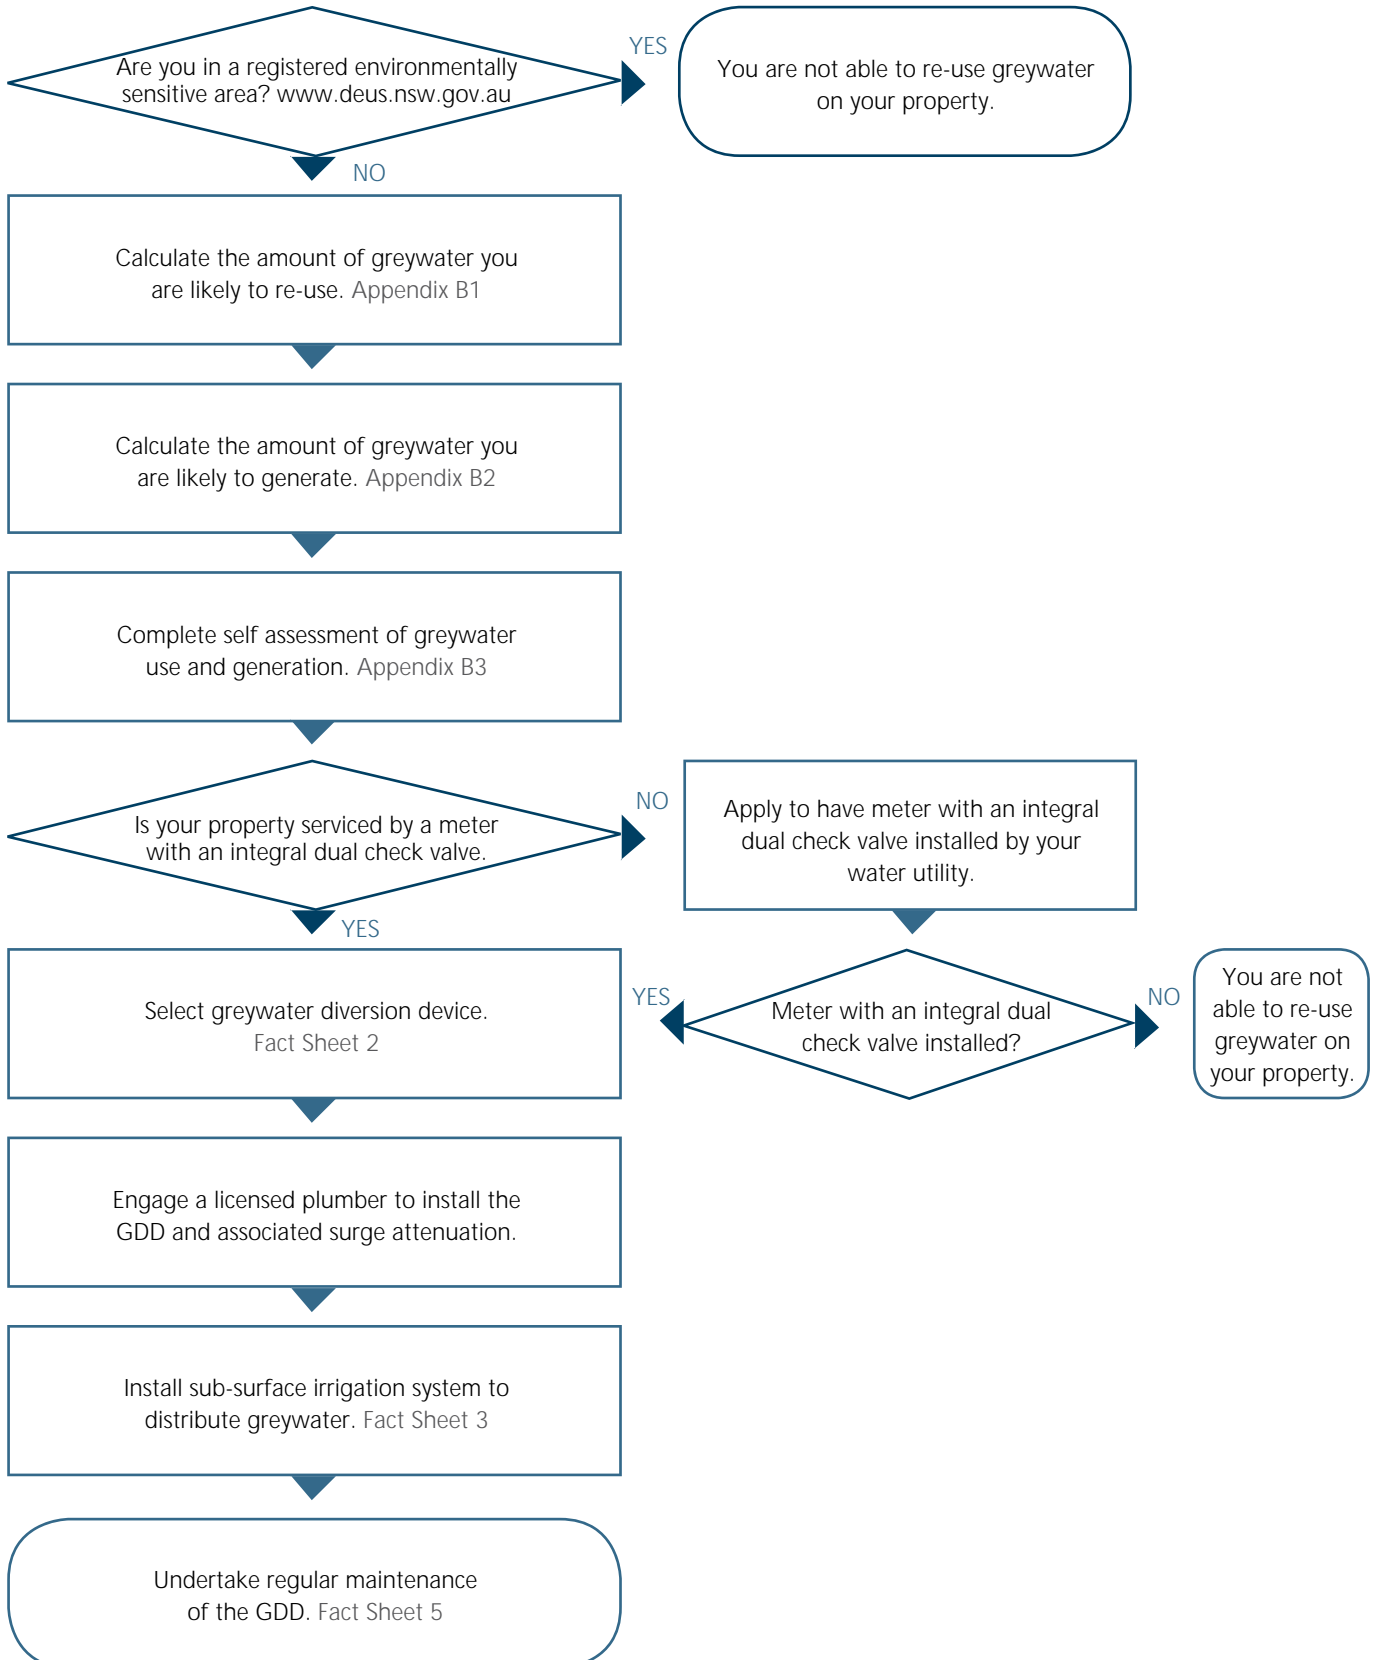 Are you in a registered environmentally
sensitive area? www.deus.nsw.gov.au
YES
You are not able to re-use greywater
on your property.
NO
Calculate the amount of greywater you
are likely to re-use. Appendix B1
Calculate the amount of greywater you
are likely to generate. Appendix B2
Complete self assessment of greywater
use and generation. Appendix B3
Is your property serviced by a meter
with an integral dual check valve.
NO
Apply to have meter with an integral
dual check valve installed by your
water utility.
YES
Select greywater diversion device.
Fact Sheet 2
YES
Meter with an integral dual
check valve installed?
NO
You are not
able to re-use
greywater on
your property.
Engage a licensed plumber to install the
GDD and associated surge attenuation.
Install sub-surface irrigation system to
distribute greywater. Fact Sheet 3
Undertake regular maintenance
of the GDD. Fact Sheet 5